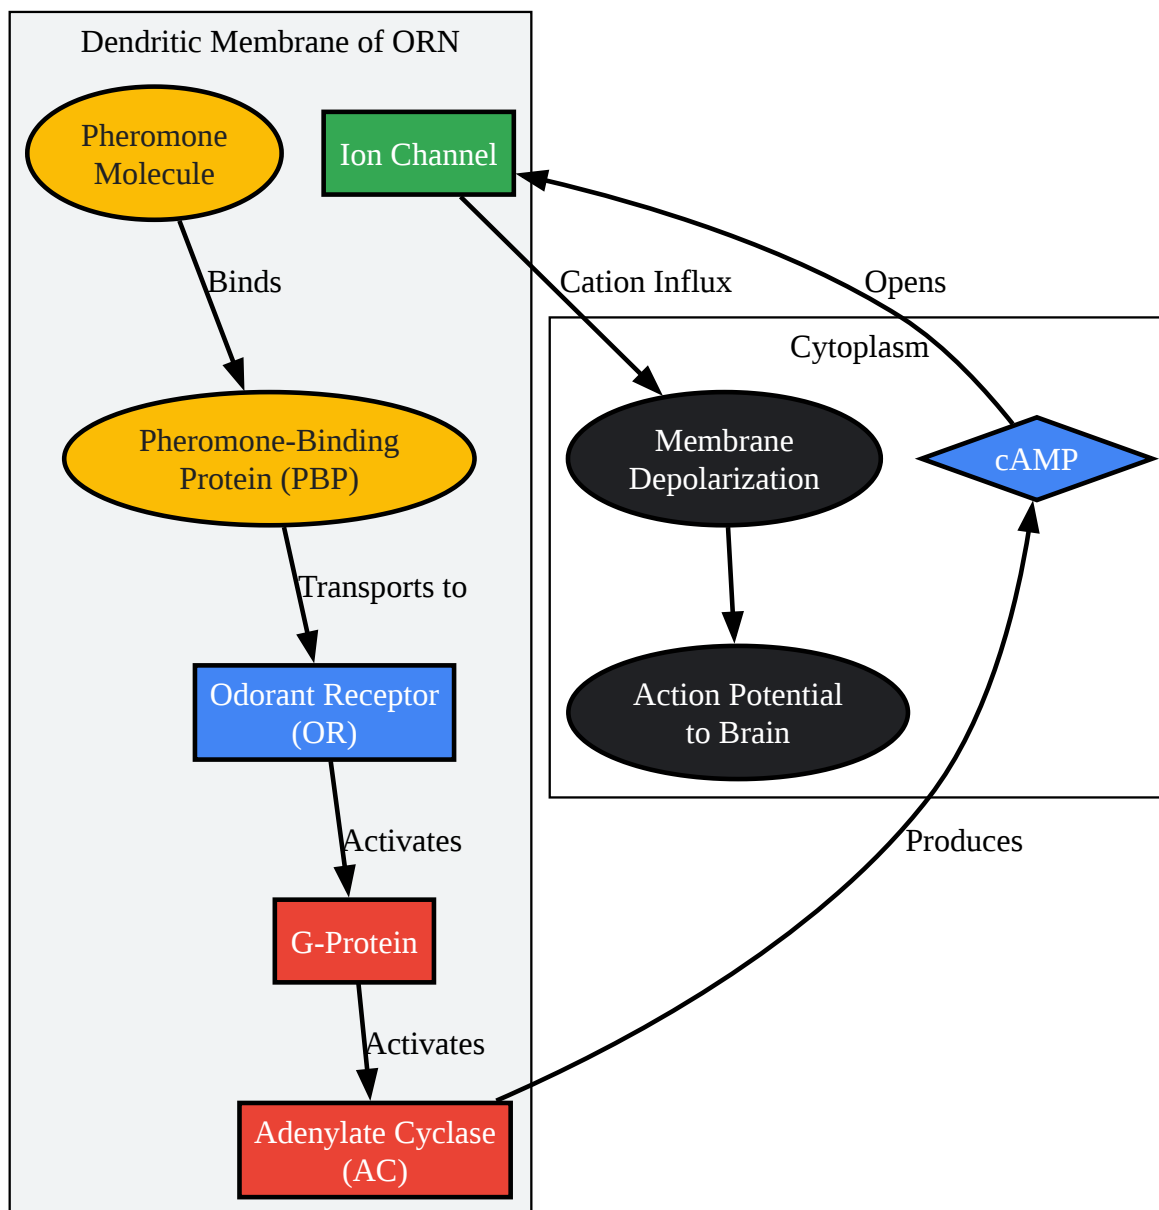 Dendritic Membrane of ORN
Pheromone
Molecule
Ion Channel
Binds
Cation Influx
Opens
Cytoplasm
Pheromone-Binding
Protein (PBP)
Membrane
Depolarization
cAMP
Transports to
Odorant Receptor
(OR)
Action Potential
to Brain
Activates
Produces
G-Protein
Activates
Adenylate Cyclase
(AC)